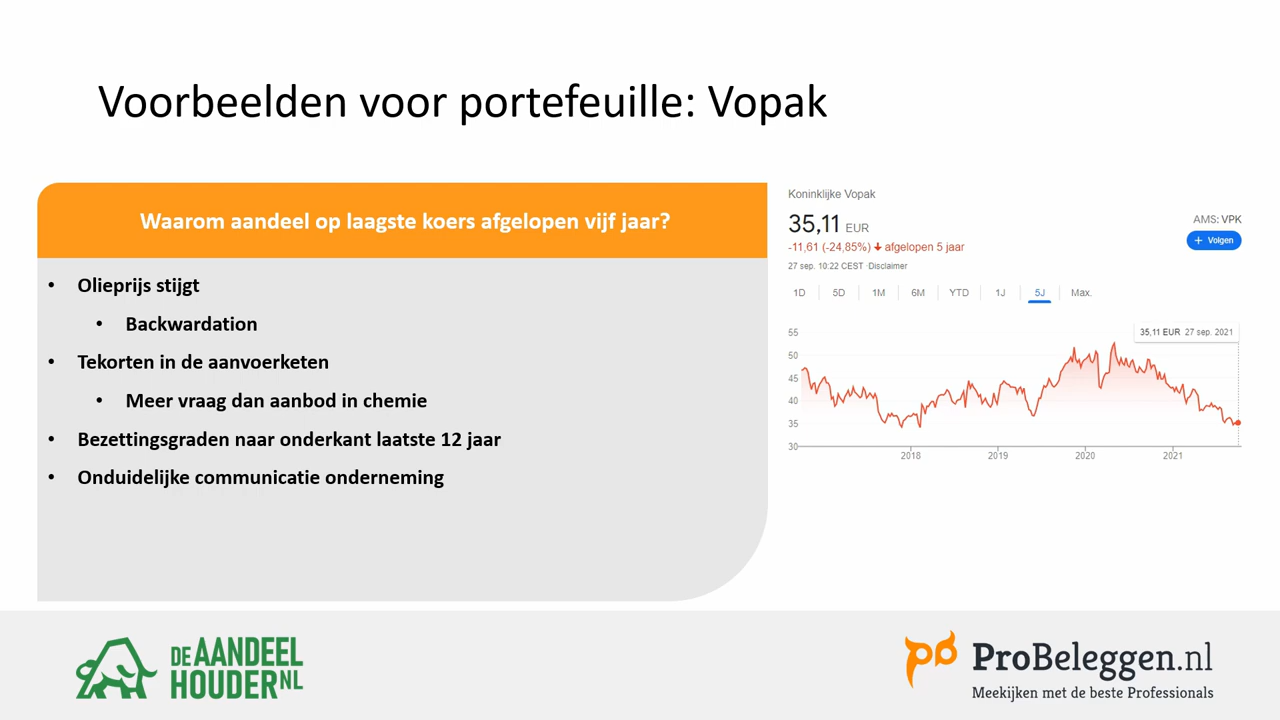 Voorbeelden voor portefeuille: Vopak
Waarom aandeel op laagste koers afgelopen vijf jaar?
• Olieprijs stijgt
• Backwardation
• Tekorten in de aanvoerketen
• Meer vraag dan aanbod in chemie
• Bezettingsgraden naar onderkant laatste 12 jaar
• Onduidelijke communicatie onderneming
Koninklijke Vopak
35,11 EUR
AMS: VPK
-11,61 (-24,85%) ↓ afgelopen 5 jaar
+ Volgen
27 sep. 10:22 CEST ·Disclaimer
1D 5D 1M 6M YTD 1J 5J Max.
35,11 EUR 27 sep. 2021
55
50
45
40
35
30
2018 2019 2020 2021
DE AANDEEL
HOUDER NL
ProBeleggen.nl
Meekijken met de beste Professionals